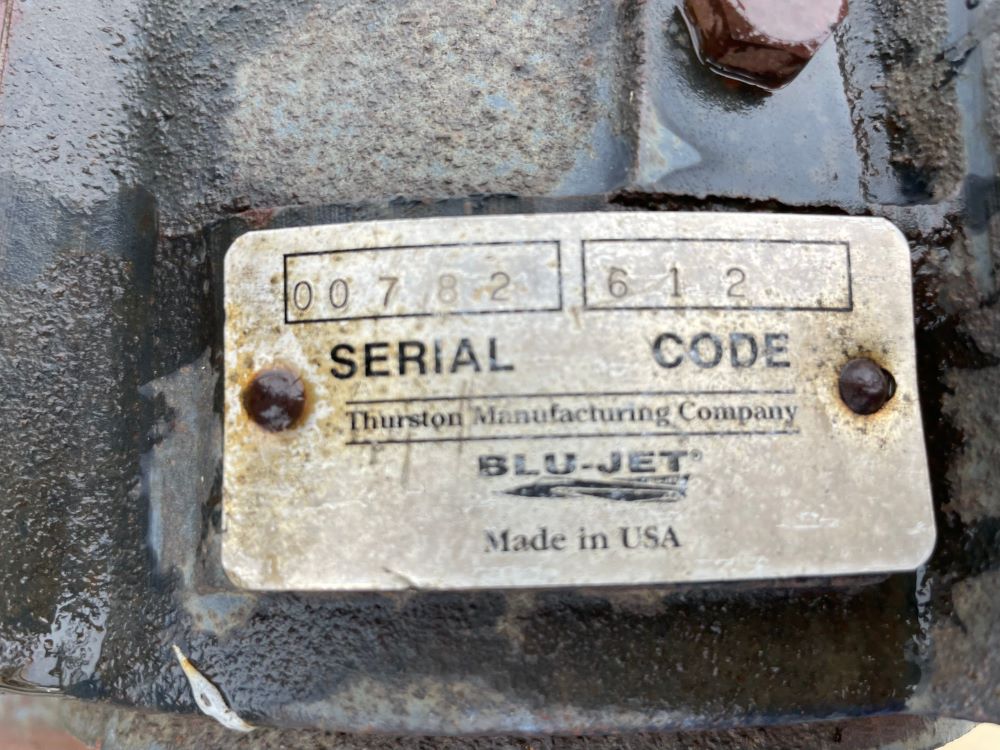 00782 612
SERIAL CODE
Thurston Manufacturing Company
BLU-JET®
Made in USA